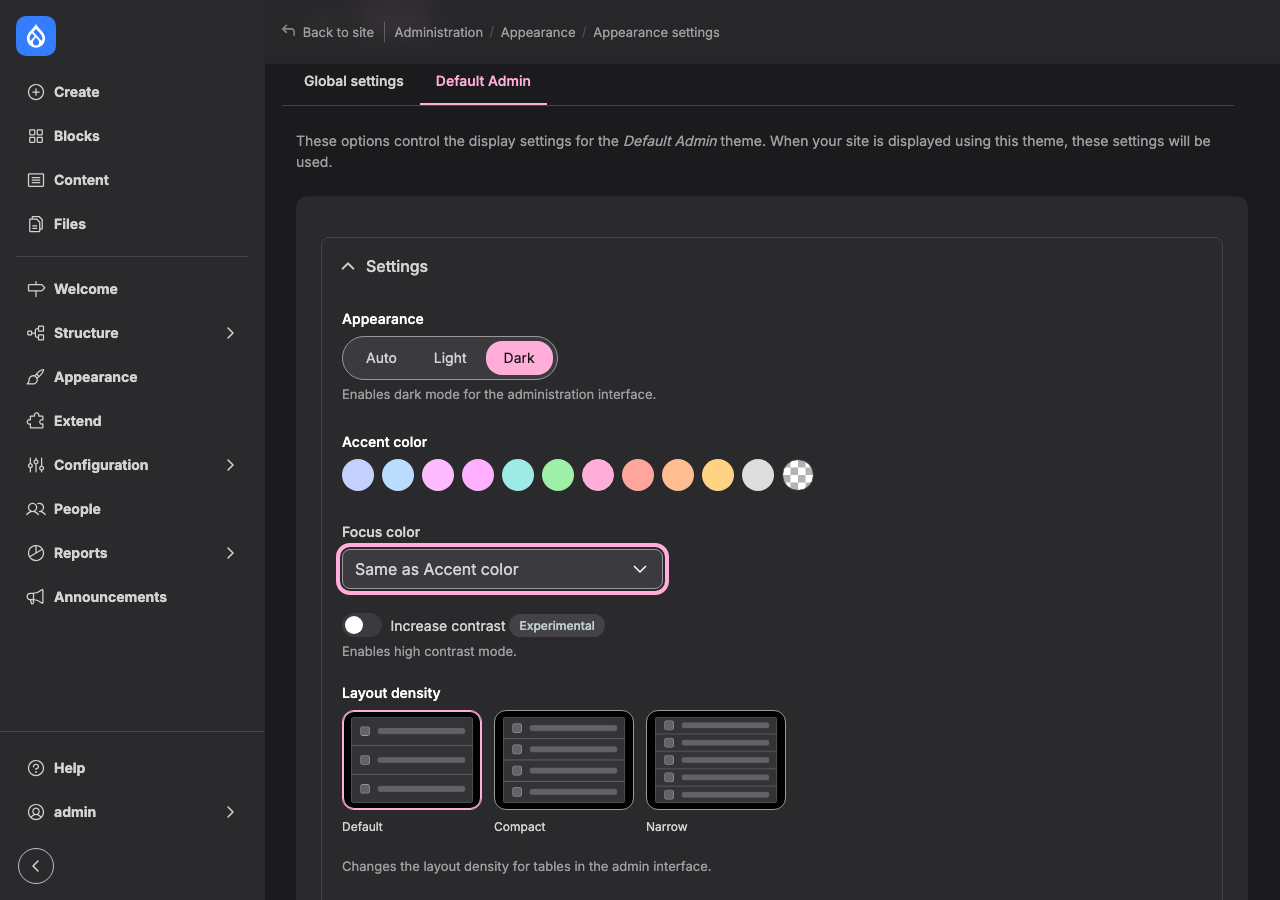 Create
Blocks
Content
Files
Welcome
Structure
Appearance
Extend
Configuration
People
Reports
Announcements
Help
admin
Back to site
Administration / Appearance / Appearance settings
Global settings
Default Admin
These options control the display settings for the Default Admin theme. When your site is displayed using this theme, these settings will be
used.
Settings
Appearance
Auto
Light
Dark
Enables dark mode for the administration interface.
Accent color
Focus color
Same as Accent color
Increase contrast
Experimental
Enables high contrast mode.
Layout density
Default
Compact
Narrow
Changes the layout density for tables in the admin interface.